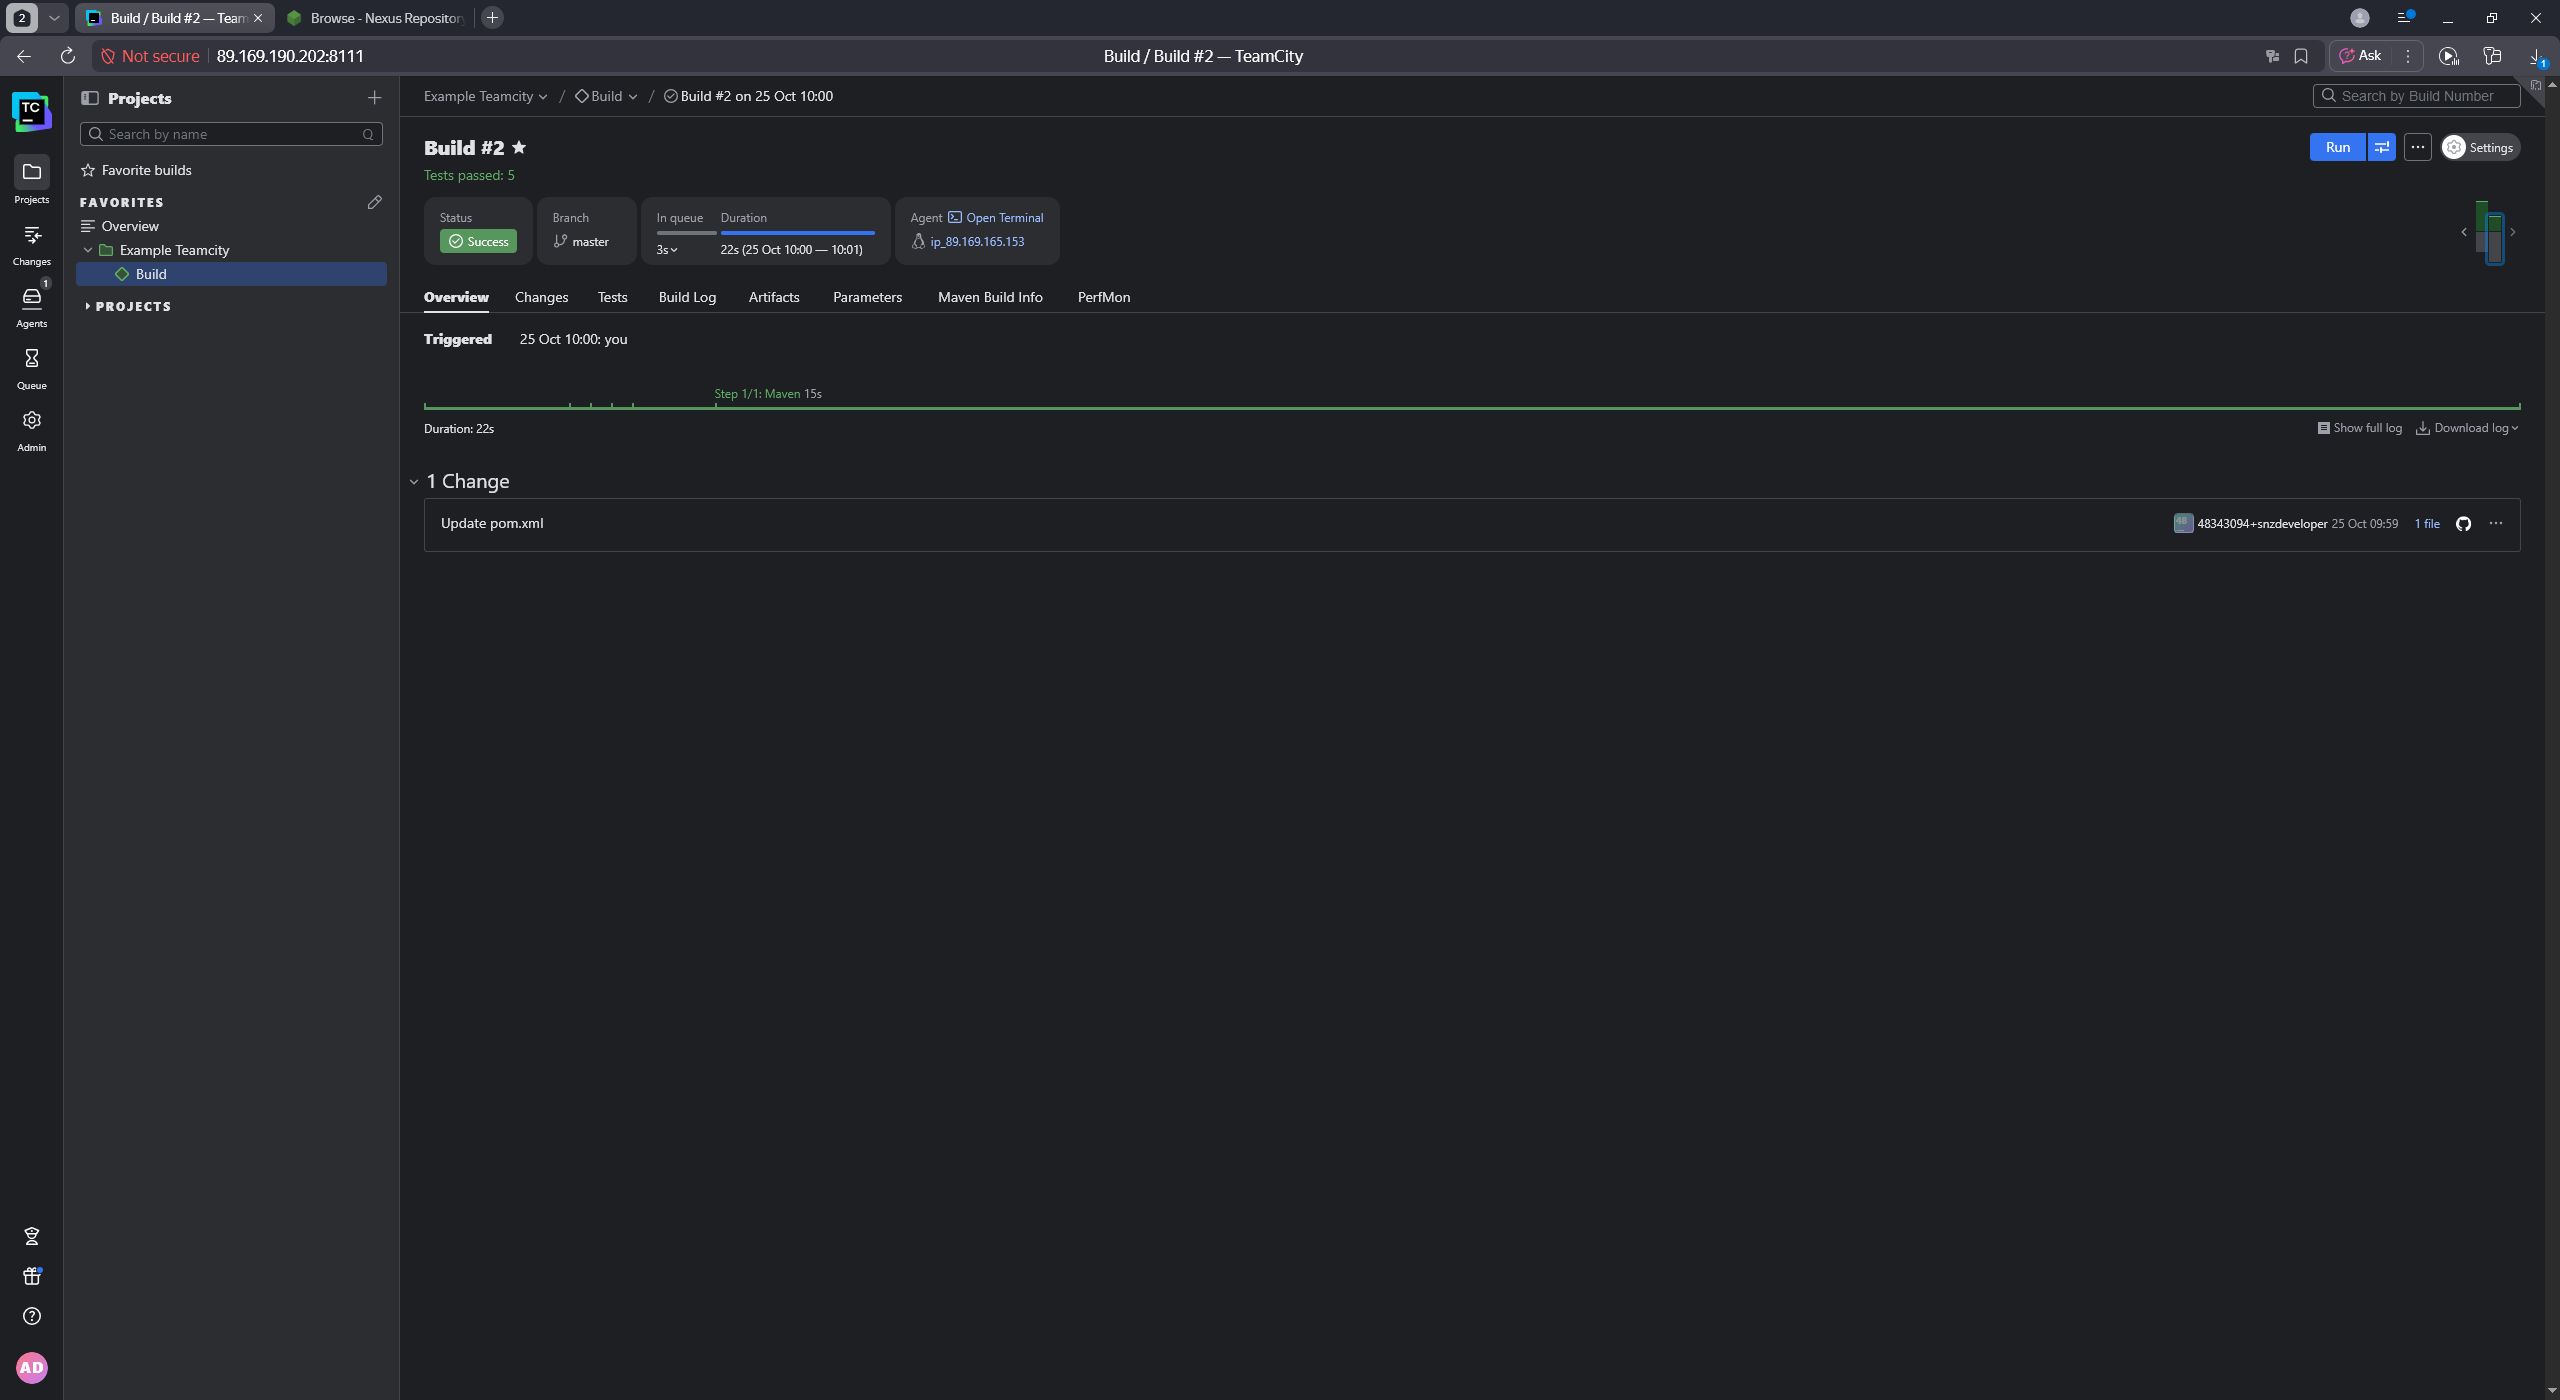 2
Build / Build #2 — Team
Browse - Nexus Repository
Not secure
89.169.190.202:8111
Build / Build #2 — TeamCity
Ask
1
TC
Projects
Search by name
Q
Favorite builds
FAVORITES
Overview
Example Teamcity
Build
PROJECTS
Projects
Changes
1
Agents
Queue
Admin
AD
Example Teamcity / Build / Build #2 on 25 Oct 10:00
Search by Build Number
Build #2
Run
Settings
Tests passed: 5
Status
Success
Branch
master
In queue
3s
Duration
22s (25 Oct 10:00 — 10:01)
Agent Open Terminal
ip_89.169.165.153
Overview Changes Tests Build Log Artifacts Parameters Maven Build Info PerfMon
Triggered 25 Oct 10:00: you
Step 1/1: Maven 15s
Duration: 22s
Show full log Download log
1 Change
Update pom.xml
48343094+snzdeveloper 25 Oct 09:59 1 file